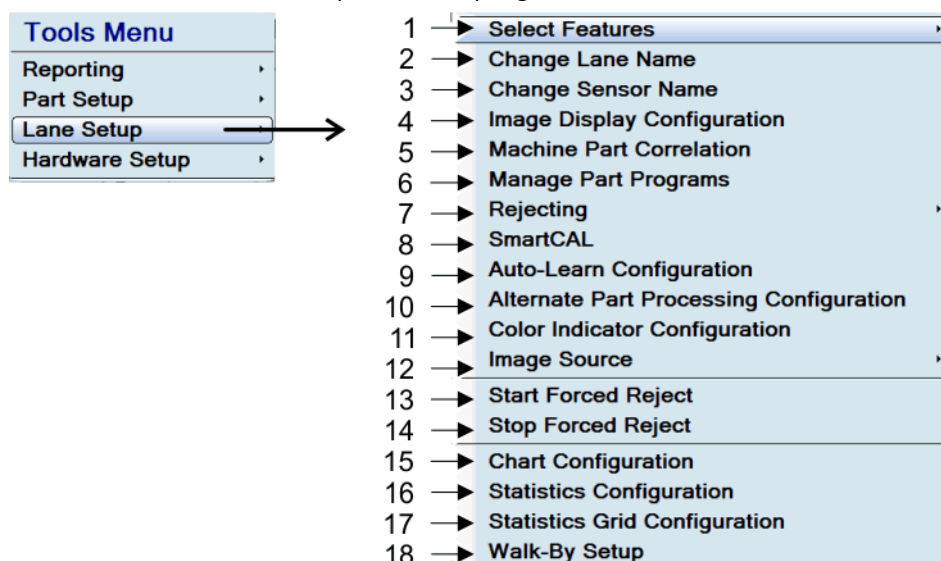 Tools Menu
Reporting
Part Setup
Lane Setup
Hardware Setup
1 Select Features
2 Change Lane Name
3 Change Sensor Name
4 Image Display Configuration
5 Machine Part Correlation
6 Manage Part Programs
7 Rejecting
8 SmartCAL
9 Auto-Learn Configuration
10 Alternate Part Processing Configuration
11 Color Indicator Configuration
12 Image Source
13 Start Forced Reject
14 Stop Forced Reject
15 Chart Configuration
16 Statistics Configuration
17 Statistics Grid Configuration
18 Walk-By Setup